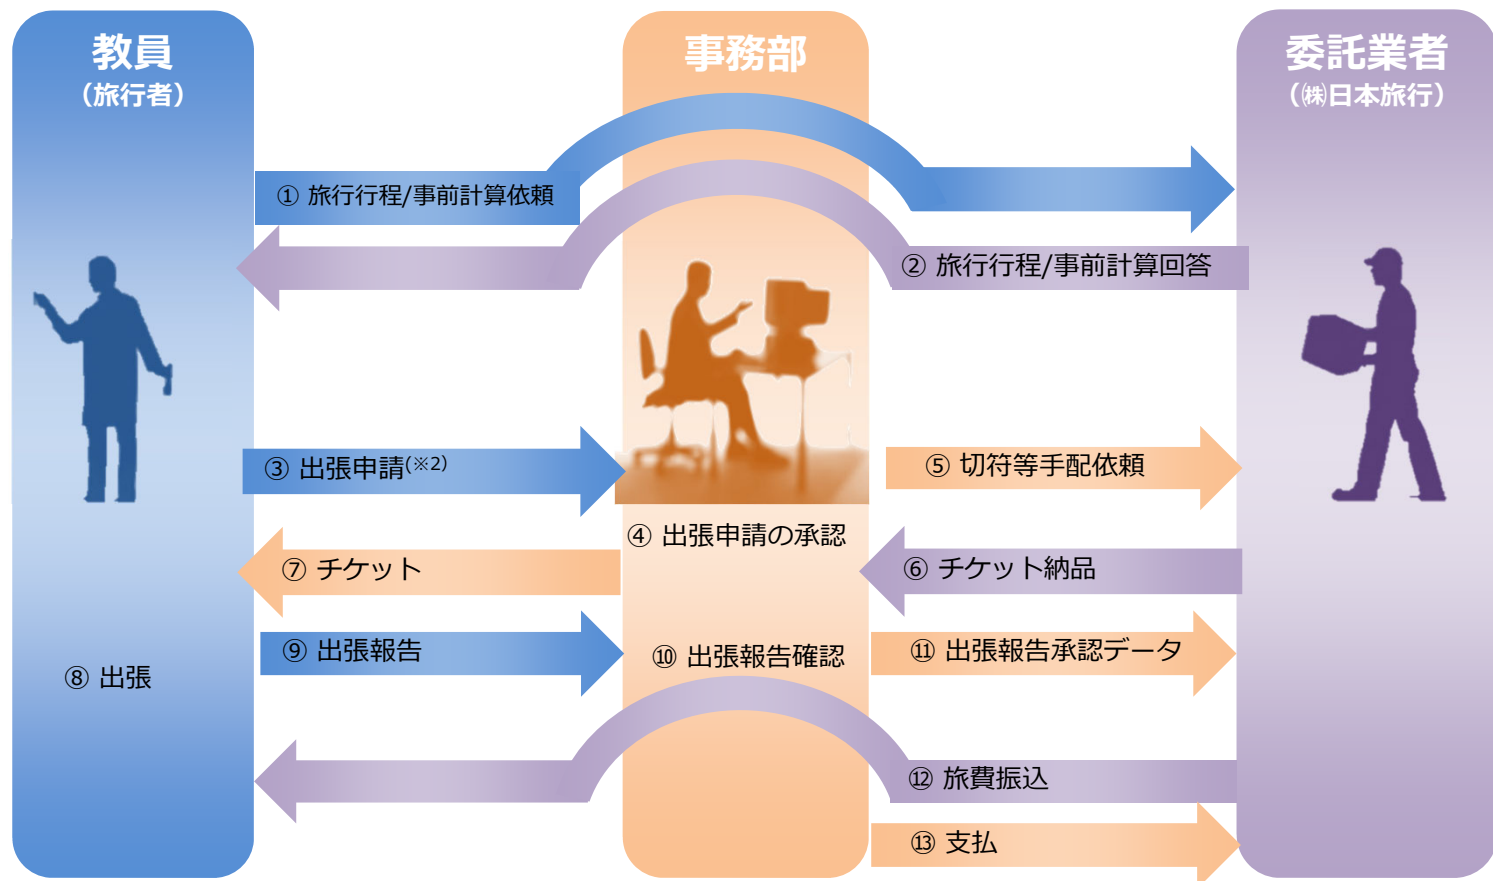 教員
(旅行者)
事務部
委託業者
(㈱日本旅行)
① 旅行行程/事前計算依頼
② 旅行行程/事前計算回答
③ 出張申請(※2)
④ 出張申請の承認
⑤ 切符等手配依頼
⑥ チケット納品
⑦ チケット
⑧ 出張
⑨ 出張報告
⑩ 出張報告確認
⑪ 出張報告承認データ
⑫ 旅費振込
⑬ 支払